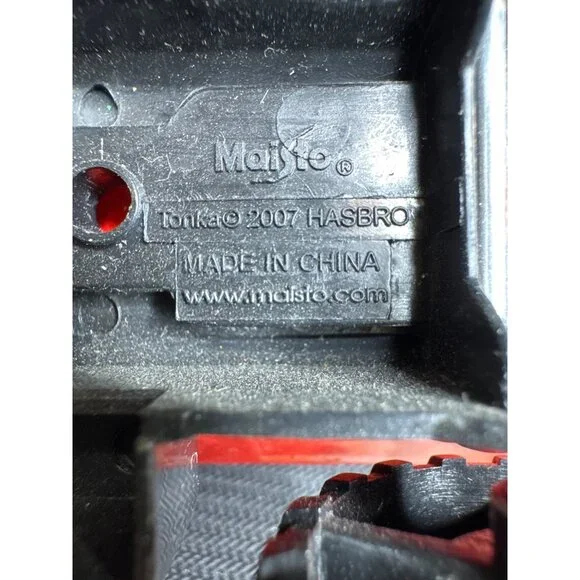 Maisto®
Tonka© 2007 HASBRO
MADE IN CHINA
www.maisto.com